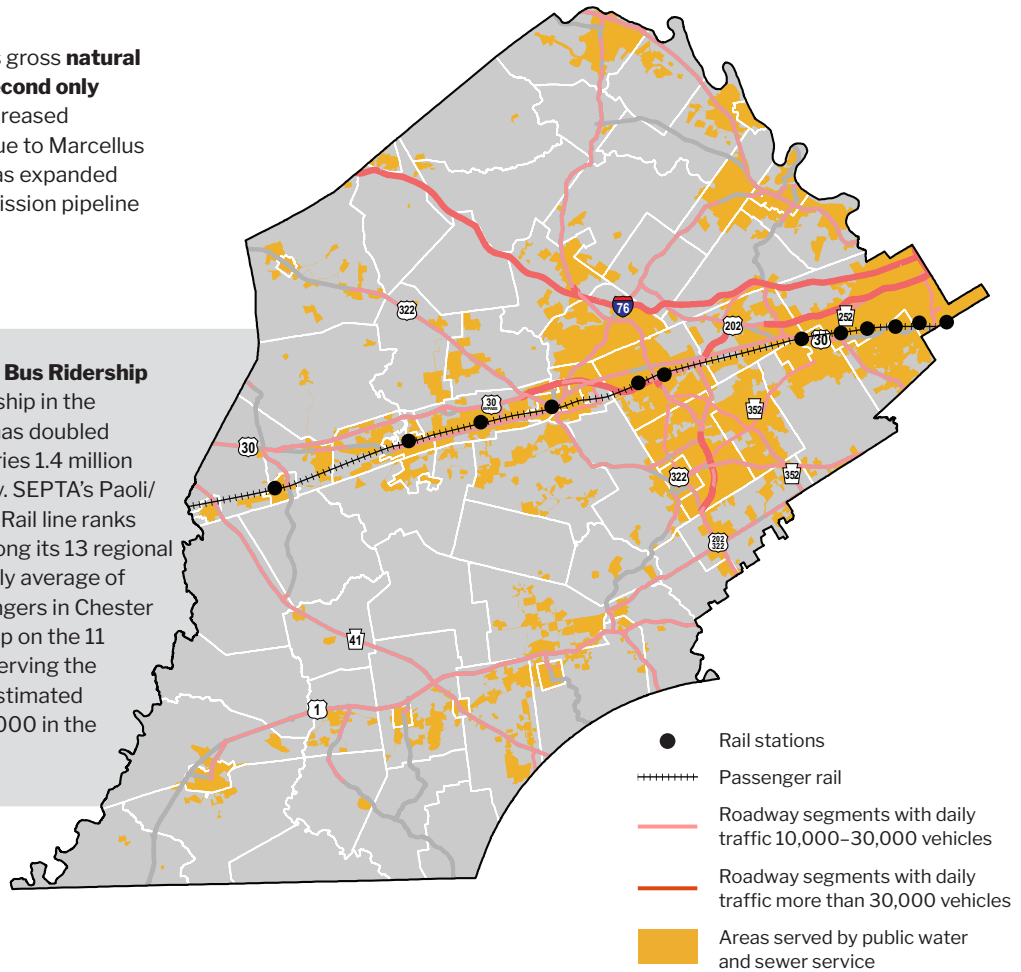 s gross natural
econd only
reased
ue to Marcellus
as expanded
ission pipeline
Bus Ridership
ship in the
has doubled
ries 1.4 million
y. SEPTA's Paoli/
Rail line ranks
ong its 13 regional
ly average of
ngers in Chester
p on the 11
erving the
stimated
000 in the
322
76
202
252
30
30
BYPASS
352
30
322
352
202
322
41
1
Rail stations
Passenger rail
Roadway segments with daily
traffic 10,000–30,000 vehicles
Roadway segments with daily
traffic more than 30,000 vehicles
Areas served by public water
and sewer service